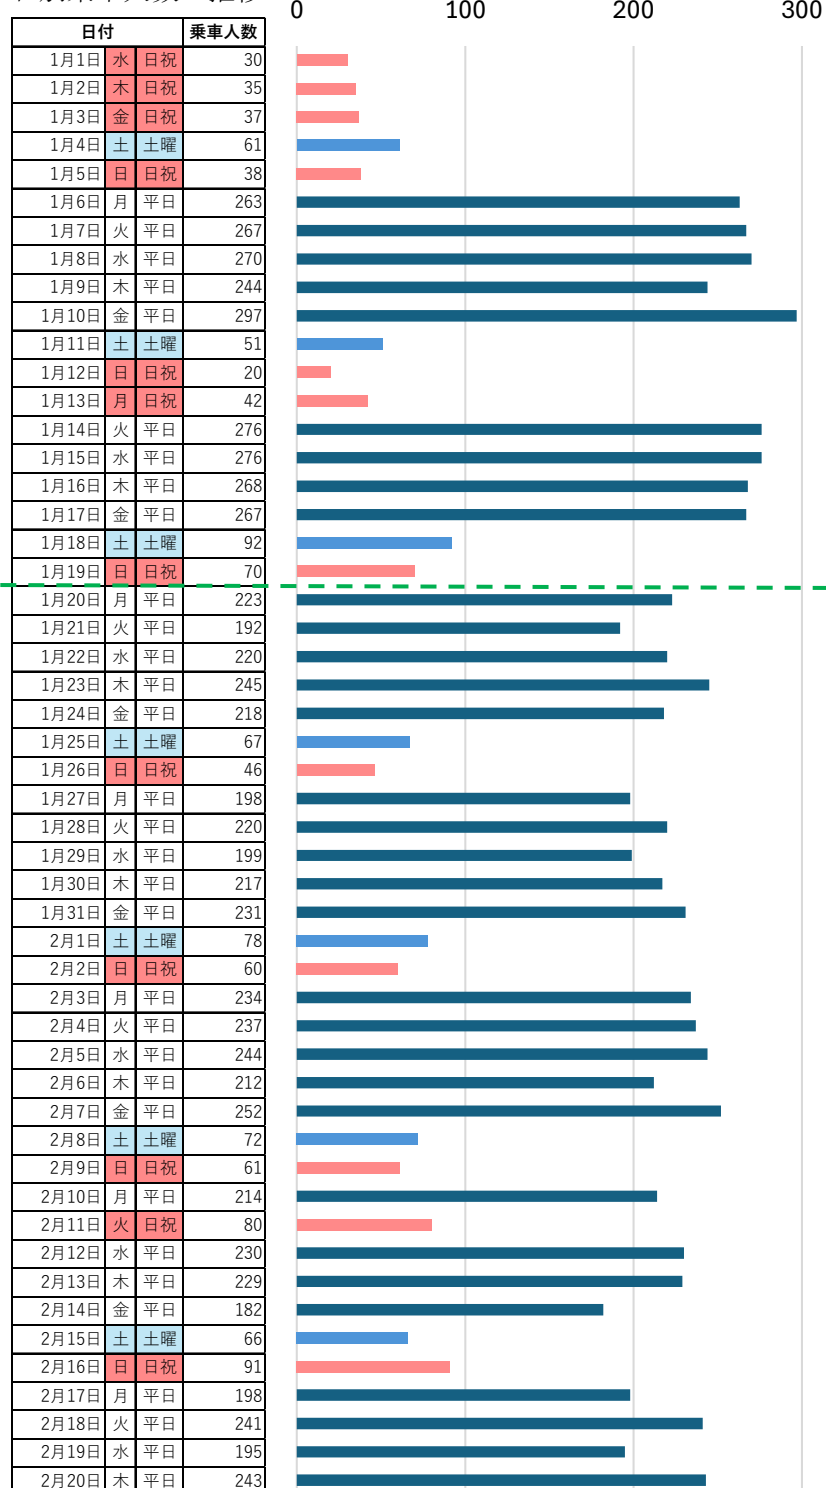 0 100 200 300
日付 乗車人数
1月1日 水 日祝 30
1月2日 木 日祝 35
1月3日 金 日祝 37
1月4日 土 土曜 61
1月5日 日 日祝 38
1月6日 月 平日 263
1月7日 火 平日 267
1月8日 水 平日 270
1月9日 木 平日 244
1月10日 金 平日 297
1月11日 土 土曜 51
1月12日 日 日祝 20
1月13日 月 日祝 42
1月14日 火 平日 276
1月15日 水 平日 276
1月16日 木 平日 268
1月17日 金 平日 267
1月18日 土 土曜 92
1月19日 日 日祝 70
1月20日 月 平日 223
1月21日 火 平日 192
1月22日 水 平日 220
1月23日 木 平日 245
1月24日 金 平日 218
1月25日 土 土曜 67
1月26日 日 日祝 46
1月27日 月 平日 198
1月28日 火 平日 220
1月29日 水 平日 199
1月30日 木 平日 217
1月31日 金 平日 231
2月1日 土 土曜 78
2月2日 日 日祝 60
2月3日 月 平日 234
2月4日 火 平日 237
2月5日 水 平日 244
2月6日 木 平日 212
2月7日 金 平日 252
2月8日 土 土曜 72
2月9日 日 日祝 61
2月10日 月 平日 214
2月11日 火 日祝 80
2月12日 水 平日 230
2月13日 木 平日 229
2月14日 金 平日 182
2月15日 土 土曜 66
2月16日 日 日祝 91
2月17日 月 平日 198
2月18日 火 平日 241
2月19日 水 平日 195
2月20日 木 平日 243